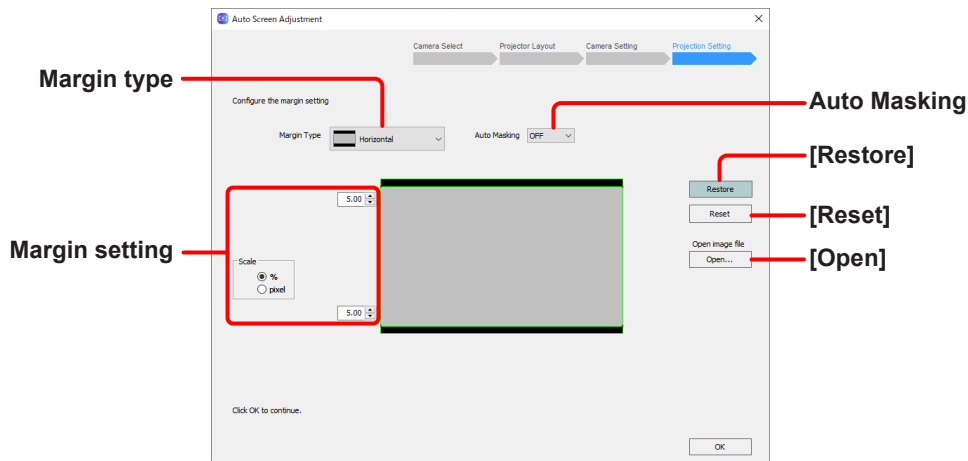 Auto Screen Adjustment
Camera Select
Projector Layout
Camera Setting
Projection Setting
Margin type
Configure the margin setting
Auto Masking
Margin Type
Horizontal
Auto Masking
OFF
[Restore]
Restore
5.00
Reset
[Reset]
Margin setting
Open image file
Scale
Open...
[Open]
%
pixel
5.00
Click OK to continue.
OK